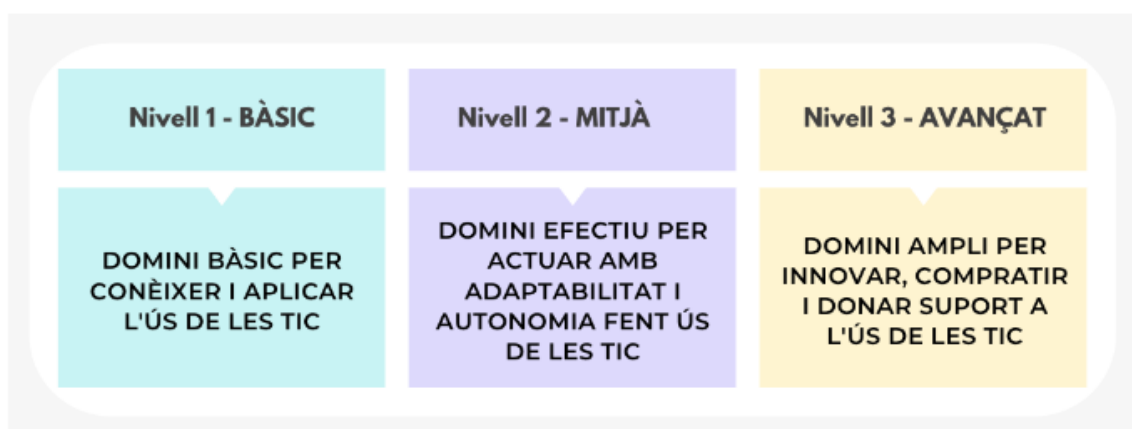 Nivell 1 - BÀSIC
DOMINI BÀSIC PER
CONÈIXER I APLICAR
L'ÚS DE LES TIC
Nivell 2 - MITJÀ
DOMINI EFECTIU PER
ACTUAR AMB
ADAPTABILITAT I
AUTONOMIA FENT ÚS
DE LES TIC
Nivell 3 - AVANÇAT
DOMINI AMPLI PER
INNOVAR, COMPRATIR
I DONAR SUPORT A
L'ÚS DE LES TIC